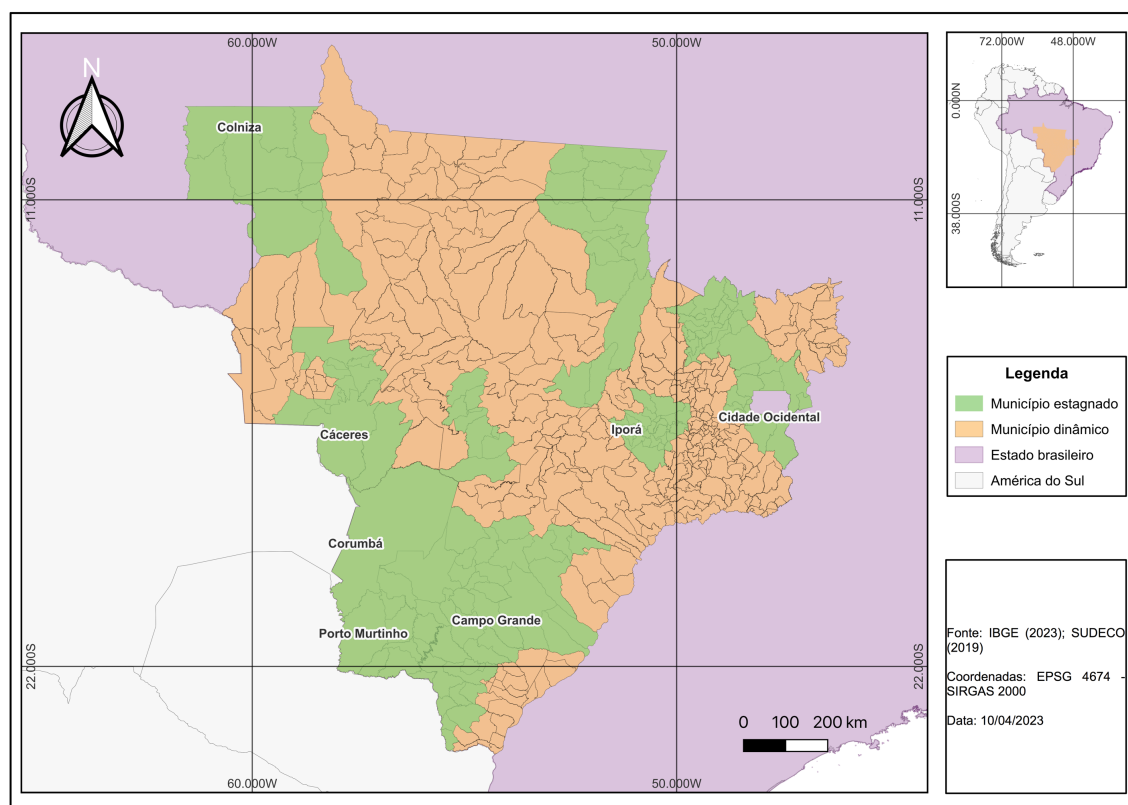 60.000W 50.000W
N
11.000S 11.000S
Colniza
Cidade Ocidental
Iporá
Cáceres
Corumbá
Campo Grande
Porto Murtinho
22.000S 22.000S
0 100 200 km
60.000W 50.000W
72.000W 48.000W
0.000N
38.000S
Legenda
Município estagnado
Município dinâmico
Estado brasileiro
América do Sul
Fonte: IBGE (2023); SUDECO
(2019)
Coordenadas: EPSG 4674 -
SIRGAS 2000
Data: 10/04/2023